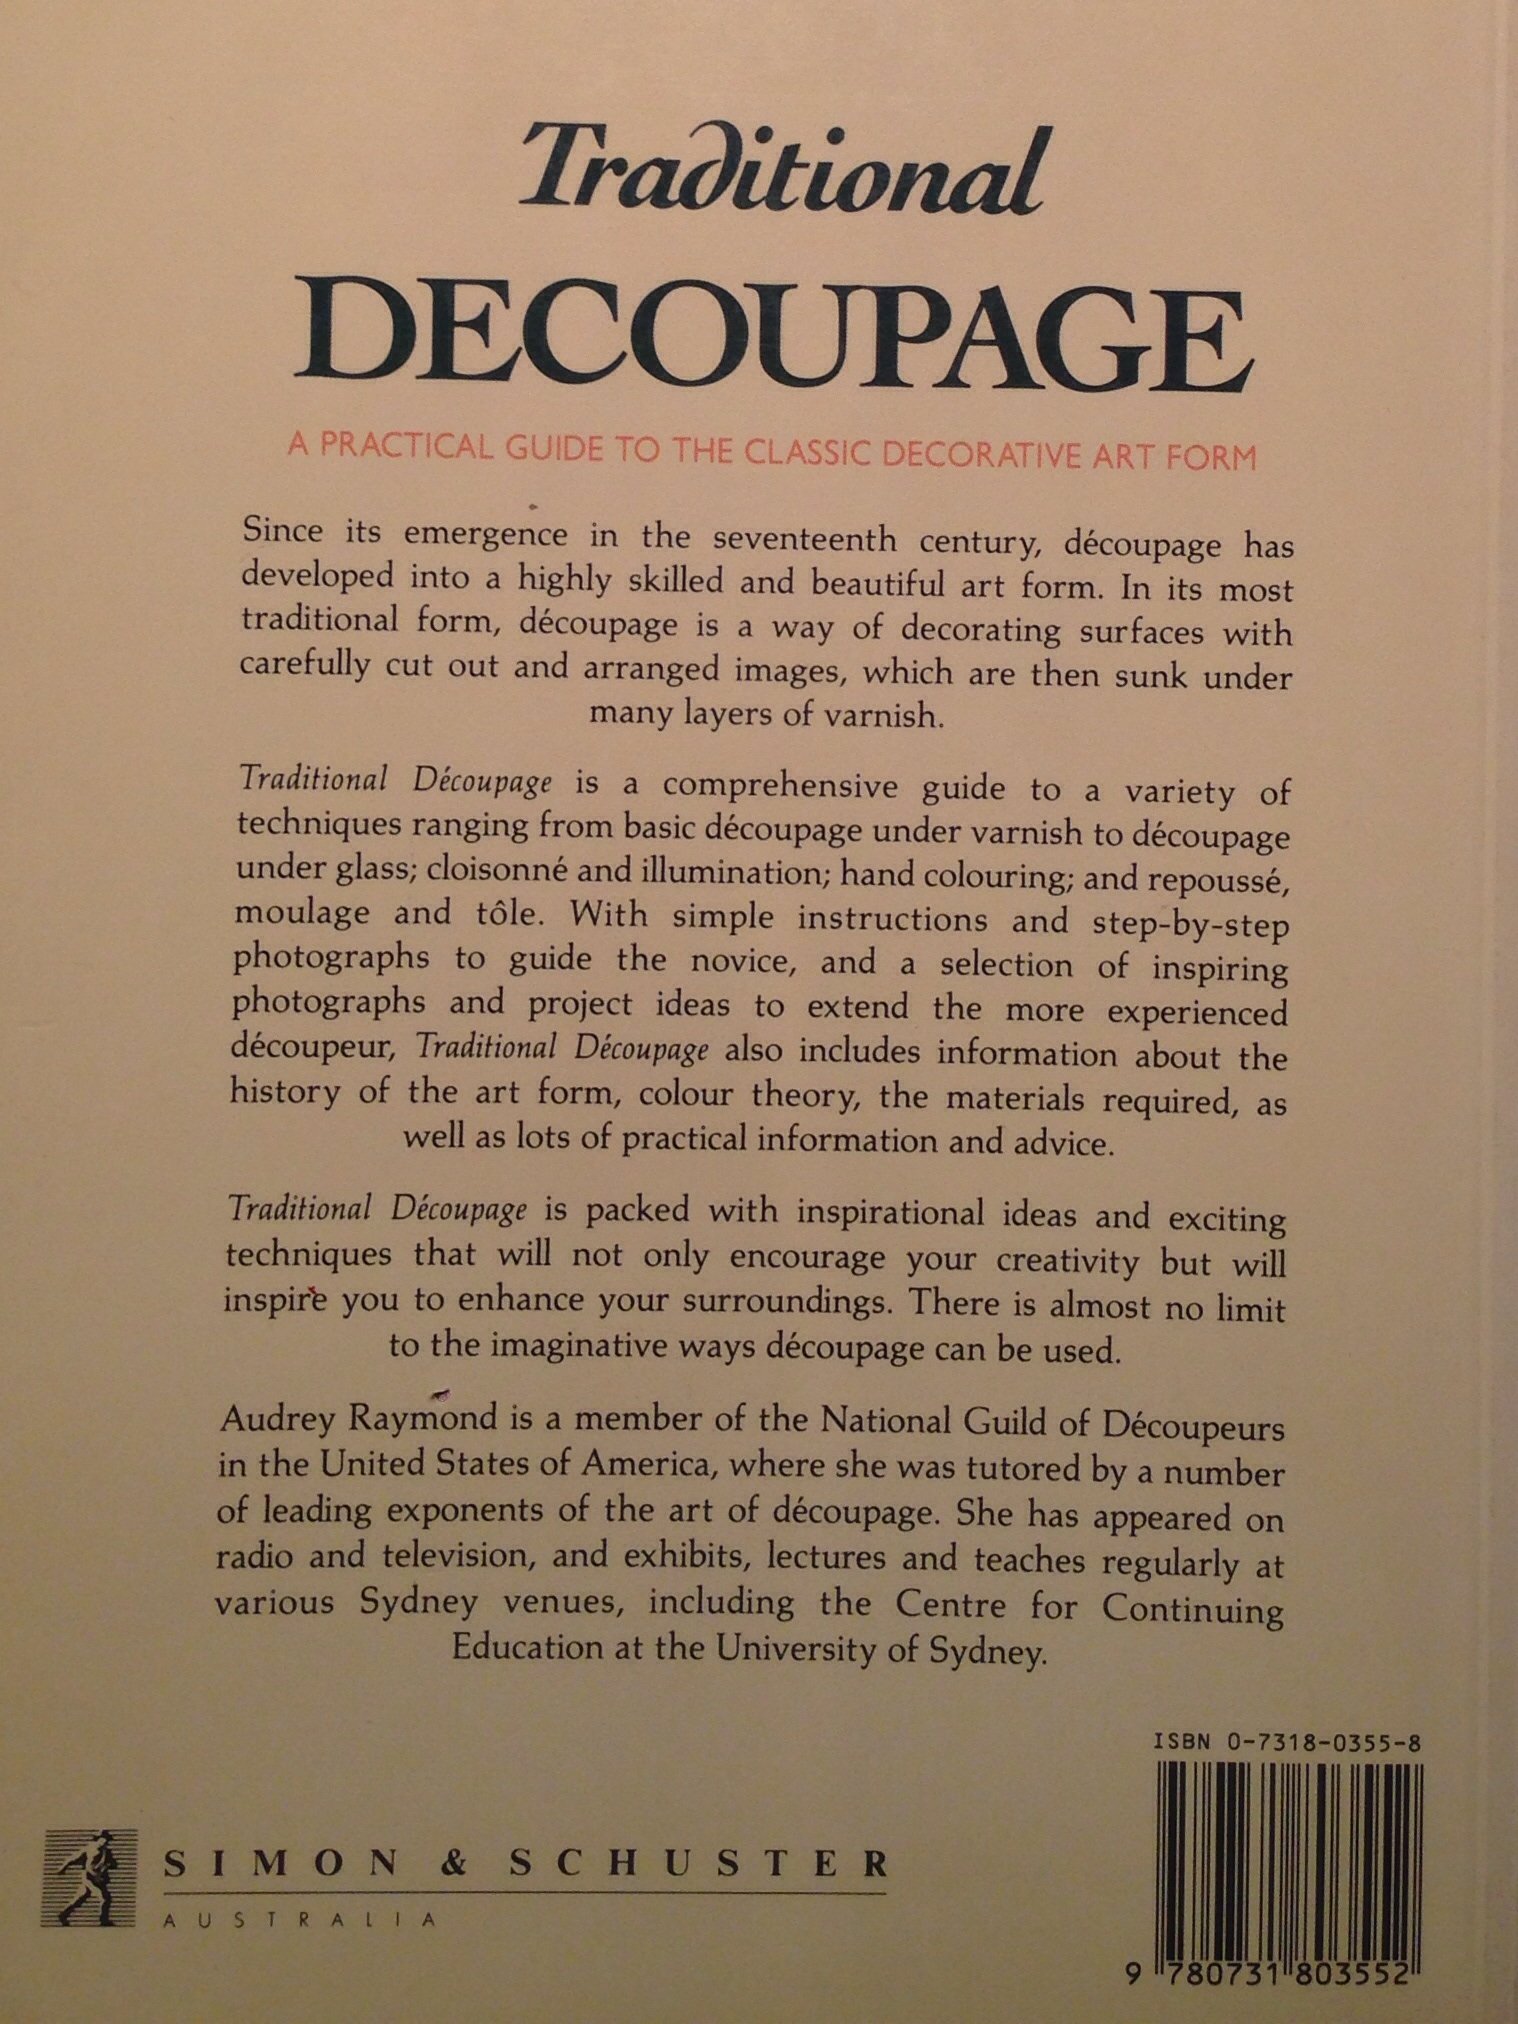 Traditional
DECOUPAGE
A PRACTICAL GUIDE TO THE CLASSIC DECORATIVE ART FORM
Since its emergence in the seventeenth century, découpage has
developed into a highly skilled and beautiful art form. In its most
traditional form, découpage is a way of decorating surfaces with
carefully cut out and arranged images, which are then sunk under
many layers of varnish.
Traditional Découpage is a comprehensive guide to a variety of
techniques ranging from basic découpage under varnish to découpage
under glass; cloisonné and illumination; hand colouring; and repoussé,
moulage and tôle. With simple instructions and step-by-step
photographs to guide the novice, and a selection of inspiring
photographs and project ideas to extend the more experienced
découpeur, Traditional Découpage also includes information about the
history of the art form, colour theory, the materials required, as
well as lots of practical information and advice.
Traditional Découpage is packed with inspirational ideas and exciting
techniques that will not only encourage your creativity but will
inspire you to enhance your surroundings. There is almost no limit
to the imaginative ways découpage can be used.
Audrey Raymond is a member of the National Guild of Découpeurs
in the United States of America, where she was tutored by a number
of leading exponents of the art of découpage. She has appeared on
radio and television, and exhibits, lectures and teaches regularly at
various Sydney venues, including the Centre for Continuing
Education at the University of Sydney.
ISBN 0-7318-0355-8
SIMON & SCHUSTER
AUSTRALIA
9 780731 803552